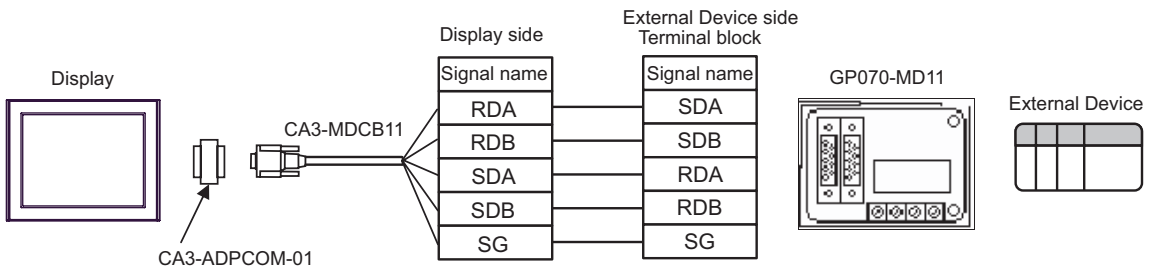 Display
CA3-ADPCOM-01
CA3-MDCB11
Display side
Signal name
RDA
RDB
SDA
SDB
SG
External Device side
Terminal block
Signal name
SDA
SDB
RDA
RDB
SG
GP070-MD11
External Device